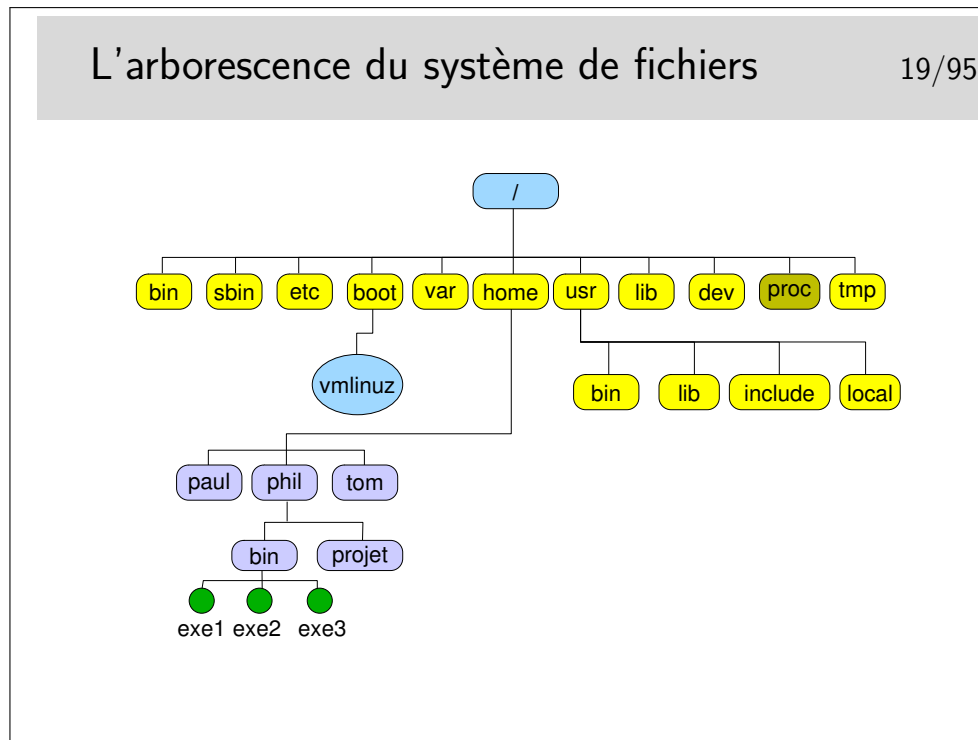 L'arborescence du système de fichiers 19/95
/
bin sbin etc boot var home usr lib dev proc tmp
vmlinuz
bin lib include local
paul phil tom
bin projet
exe1 exe2 exe3